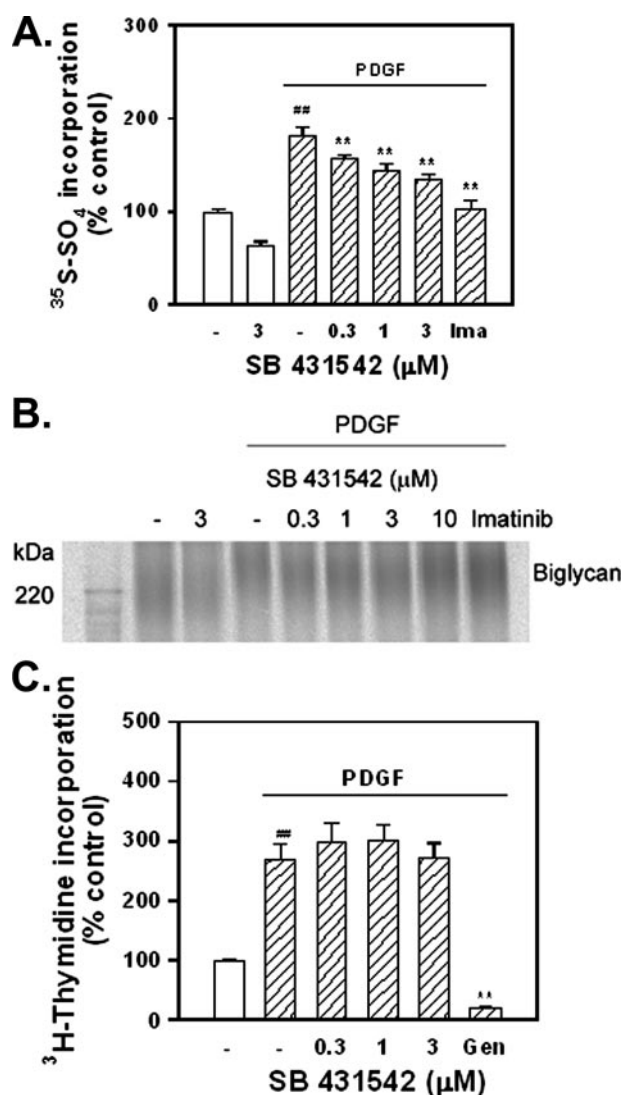 A.
300
200
100
0
³⁵S-SO₄ incorporation
(% control)
PDGF
##
**
**
**
**
- 3 - 0.3 1 3 Ima
SB 431542 (µM)
B.
PDGF
SB 431542 (µM)
- 3 - 0.3 1 3 10 Imatinib
kDa
220
Biglycan
C.
500
400
300
200
100
0
³H-Thymidine incorporation
(% control)
PDGF
##
**
- - 0.3 1 3 Gen
SB 431542 (µM)